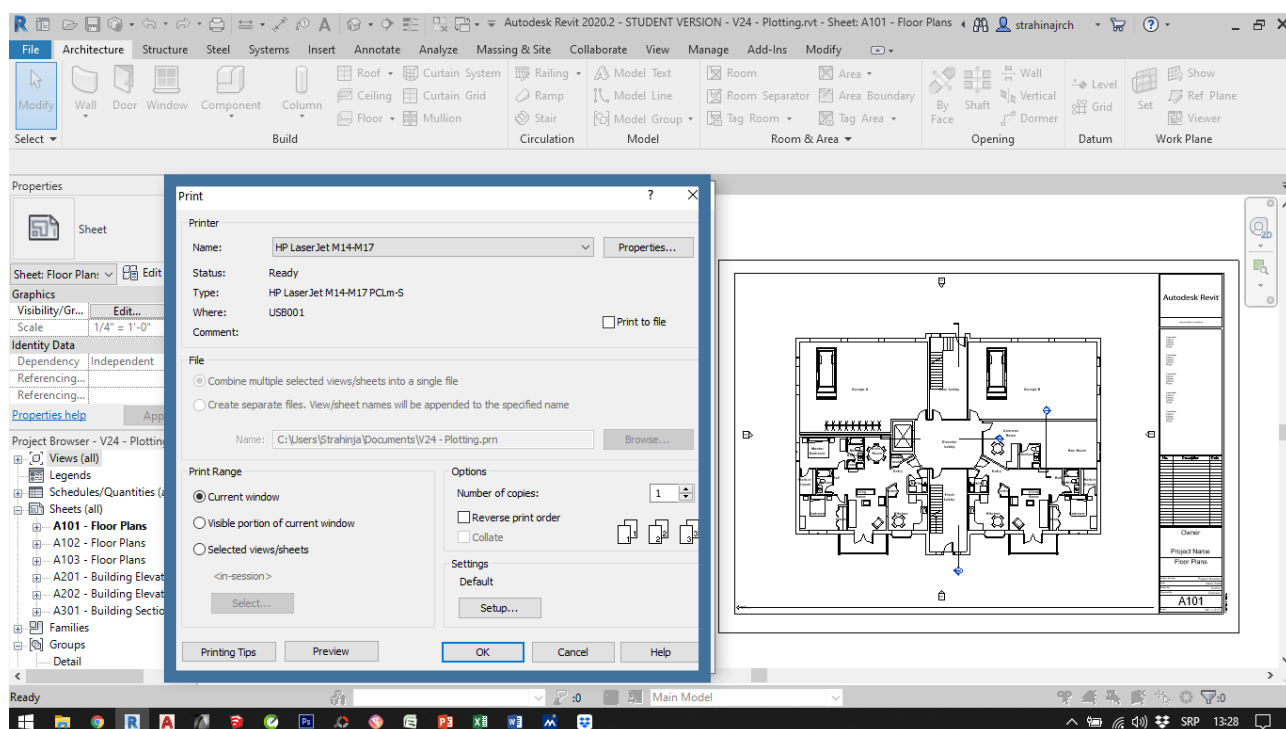 Autodesk Revit 2020.2 - STUDENT VERSION - V24 - Plotting.rvt - Sheet: A101 - Floor Plans
strahinajrch
File Architecture Structure Steel Systems Insert Annotate Analyze Massing & Site Collaborate View Manage Add-Ins Modify
Modify
Wall Door Window Component Column
Roof
Ceiling
Floor
Curtain System
Curtain Grid
Mullion
Railing
Ramp
Stair
Model Text
Model Line
Model Group
Room
Room Separator
Tag Room
Area
Area Boundary
Tag Area
By Face
Shaft
Wall
Vertical
Dormer
Level
Grid
Set
Show
Ref Plane
Viewer
Select Build Circulation Model Room & Area Opening Datum Work Plane
Properties
Sheet
Sheet: Floor Plan: Edit
Graphics
Visibility/Gr... Edit...
Scale 1/4" = 1'-0"
Identity Data
Dependency Independent
Referencing...
Referencing...
Properties help App
Project Browser - V24 - Plottin
Views (all)
Legends
Schedules/Quantities (a
Sheets (all)
A101 - Floor Plans
A102 - Floor Plans
A103 - Floor Plans
A201 - Building Elevat
A202 - Building Elevat
A301 - Building Sectio
Families
Groups
Detail
Print
Printer
Name: HP LaserJet M14-M17 Properties...
Status: Ready
Type: HP LaserJet M14-M17 PCLm-S
Where: USB001
Comment:
Print to file
File
Combine multiple selected views/sheets into a single file
Create separate files. View/sheet names will be appended to the specified name
Name: C:\Users\Strahinja\Documents\V24 - Plotting.prn Browse...
Print Range
Current window
Visible portion of current window
Selected views/sheets
<in-session>
Select...
Options
Number of copies: 1
Reverse print order
Collate
Settings
Default
Setup...
Printing Tips Preview OK Cancel Help
2D
Autodesk Revit
Garage A
Garage B
Elevator Lobby
Front Lobby
Owner
Project Name
Floor Plans
A101
Ready
:0 Main Model :0
SRP 13:28